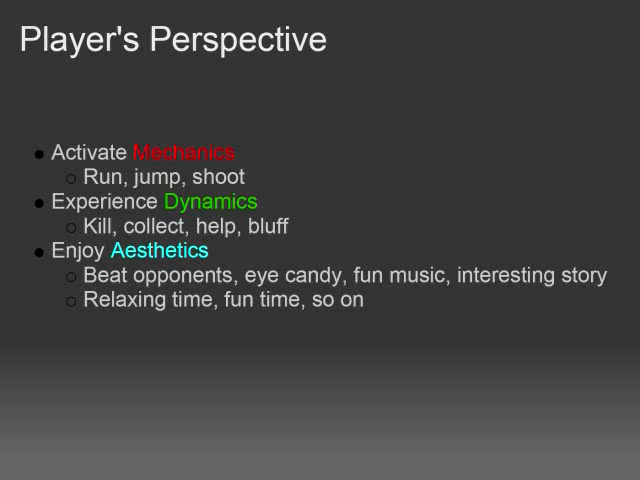 Player's Perspective
Activate Mechanics
Run, jump, shoot
Experience Dynamics
Kill, collect, help, bluff
Enjoy Aesthetics
Beat opponents, eye candy, fun music, interesting story
Relaxing time, fun time, so on